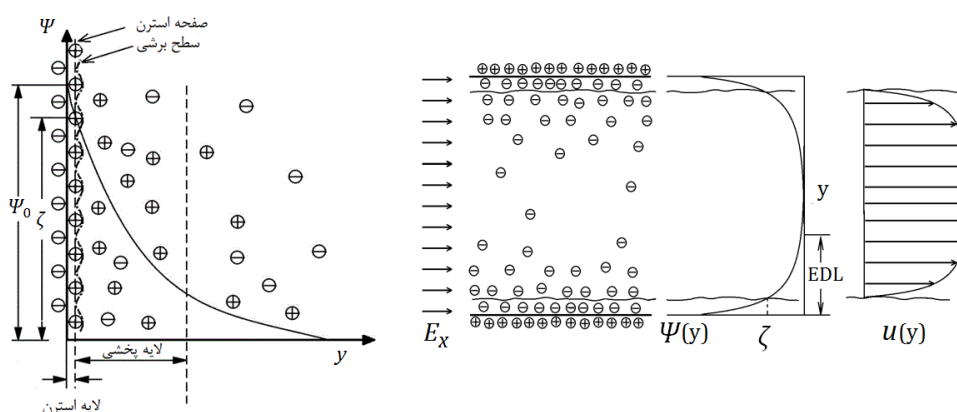 Ψ
صفحه استرن
سطح برشی
Ψ0
ζ
لایه پخشی
y
لایه استرن
Ex
Ψ(y)
ζ
y
EDL
u(y)